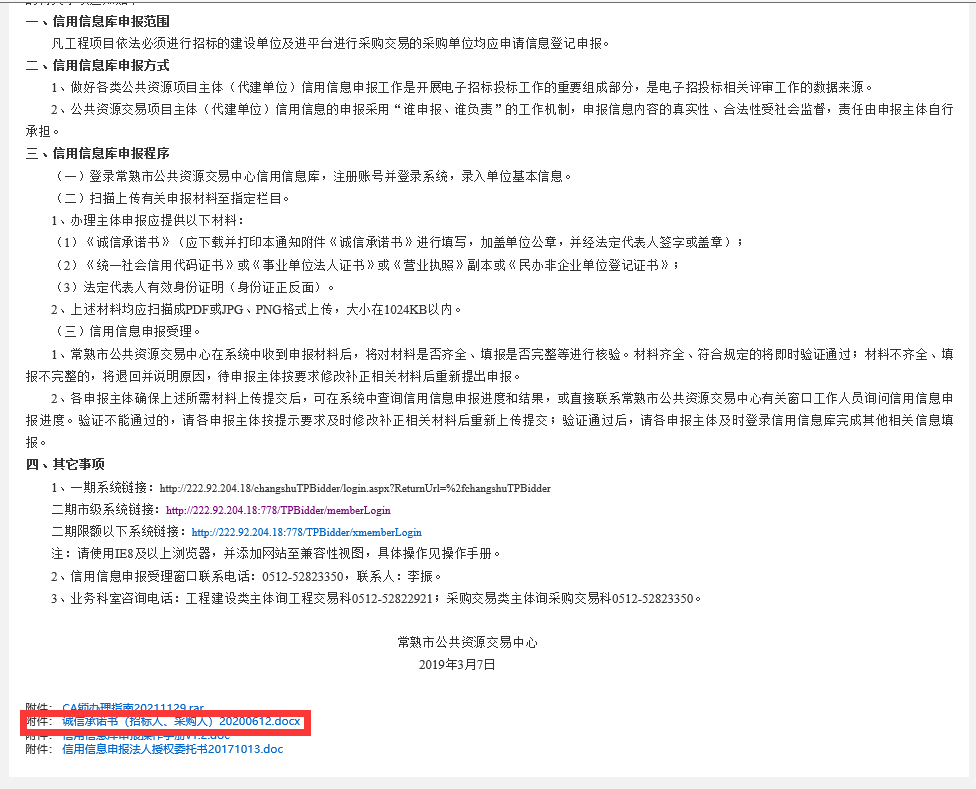 一、信用信息库申报范围
凡工程项目依法必须进行招标的建设单位及进平台进行采购交易的采购单位均应申请信息登记申报。
二、信用信息库申报方式
1、做好各类公共资源项目主体（代建单位）信用信息申报工作是开展电子招标投标工作的重要组成部分，是电子招投标相关评审工作的数据来源。
2、公共资源交易项目主体（代建单位）信用信息的申报采用“谁申报、谁负责”的工作机制，申报信息内容的真实性、合法性受社会监督，责任由申报主体自行
承担。
三、信用信息库申报程序
（一）登录常熟市公共资源交易中心信用信息库，注册账号并登录系统，录入单位基本信息。
（二）扫描上传有关申报材料至指定栏目。
1、办理主体申报应提供以下材料：
（1）《诚信承诺书》（应下载并打印本通知附件《诚信承诺书》进行填写，加盖单位公章，并经法定代表人签字或盖章）；
（2）《统一社会信用代码证书》或《事业单位法人证书》或《营业执照》副本或《民办非企业单位登记证书》；
（3）法定代表人有效身份证明（身份证正反面）。
2、上述材料均应扫描成PDF或JPG、PNG格式上传，大小在1024KB以内。
（三）信用信息申报受理。
1、常熟市公共资源交易中心在系统中收到申报材料后，将对材料是否齐全、填报是否完整等进行核验。材料齐全、符合规定的将即时验证通过；材料不齐全、填
报不完整的，将退回并说明原因，待申报主体按要求修改补正相关材料后重新提出申报。
2、各申报主体确保上述所需材料上传提交后，可在系统中查询信用信息申报进度和结果，或直接联系常熟市公共资源交易中心有关窗口工作人员询问信用信息申
报进度。验证不能通过的，请各申报主体按提示要求及时修改补正相关材料后重新上传提交；验证通过后，请各申报主体及时登录信用信息库完成其他相关信息填
报。
四、其它事项
1、一期系统链接：http://222.92.204.18/changshuTPBidder/login.aspx?ReturnUrl=%2fchangshuTPBidder
二期市级系统链接：http://222.92.204.18:778/TPBidder/memberLogin
二期限额以下系统链接：http://222.92.204.18:778/TPBidder/xmemberLogin
注：请使用IE8及以上浏览器，并添加网站至兼容性视图，具体操作见操作手册。
2、信用信息申报受理窗口联系电话：0512-52823350，联系人：李振。
3、业务科室咨询电话：工程建设类主体询工程交易科0512-52822921；采购交易类主体询采购交易科0512-52823350。
常熟市公共资源交易中心
2019年3月7日
附件： CA锁办理指南20211129.rar
附件： 诚信承诺书（招标人、采购人）20200612.docx
附件： 信用信息库申报操作手册V1.2.doc
附件： 信用信息申报法人授权委托书20171013.doc